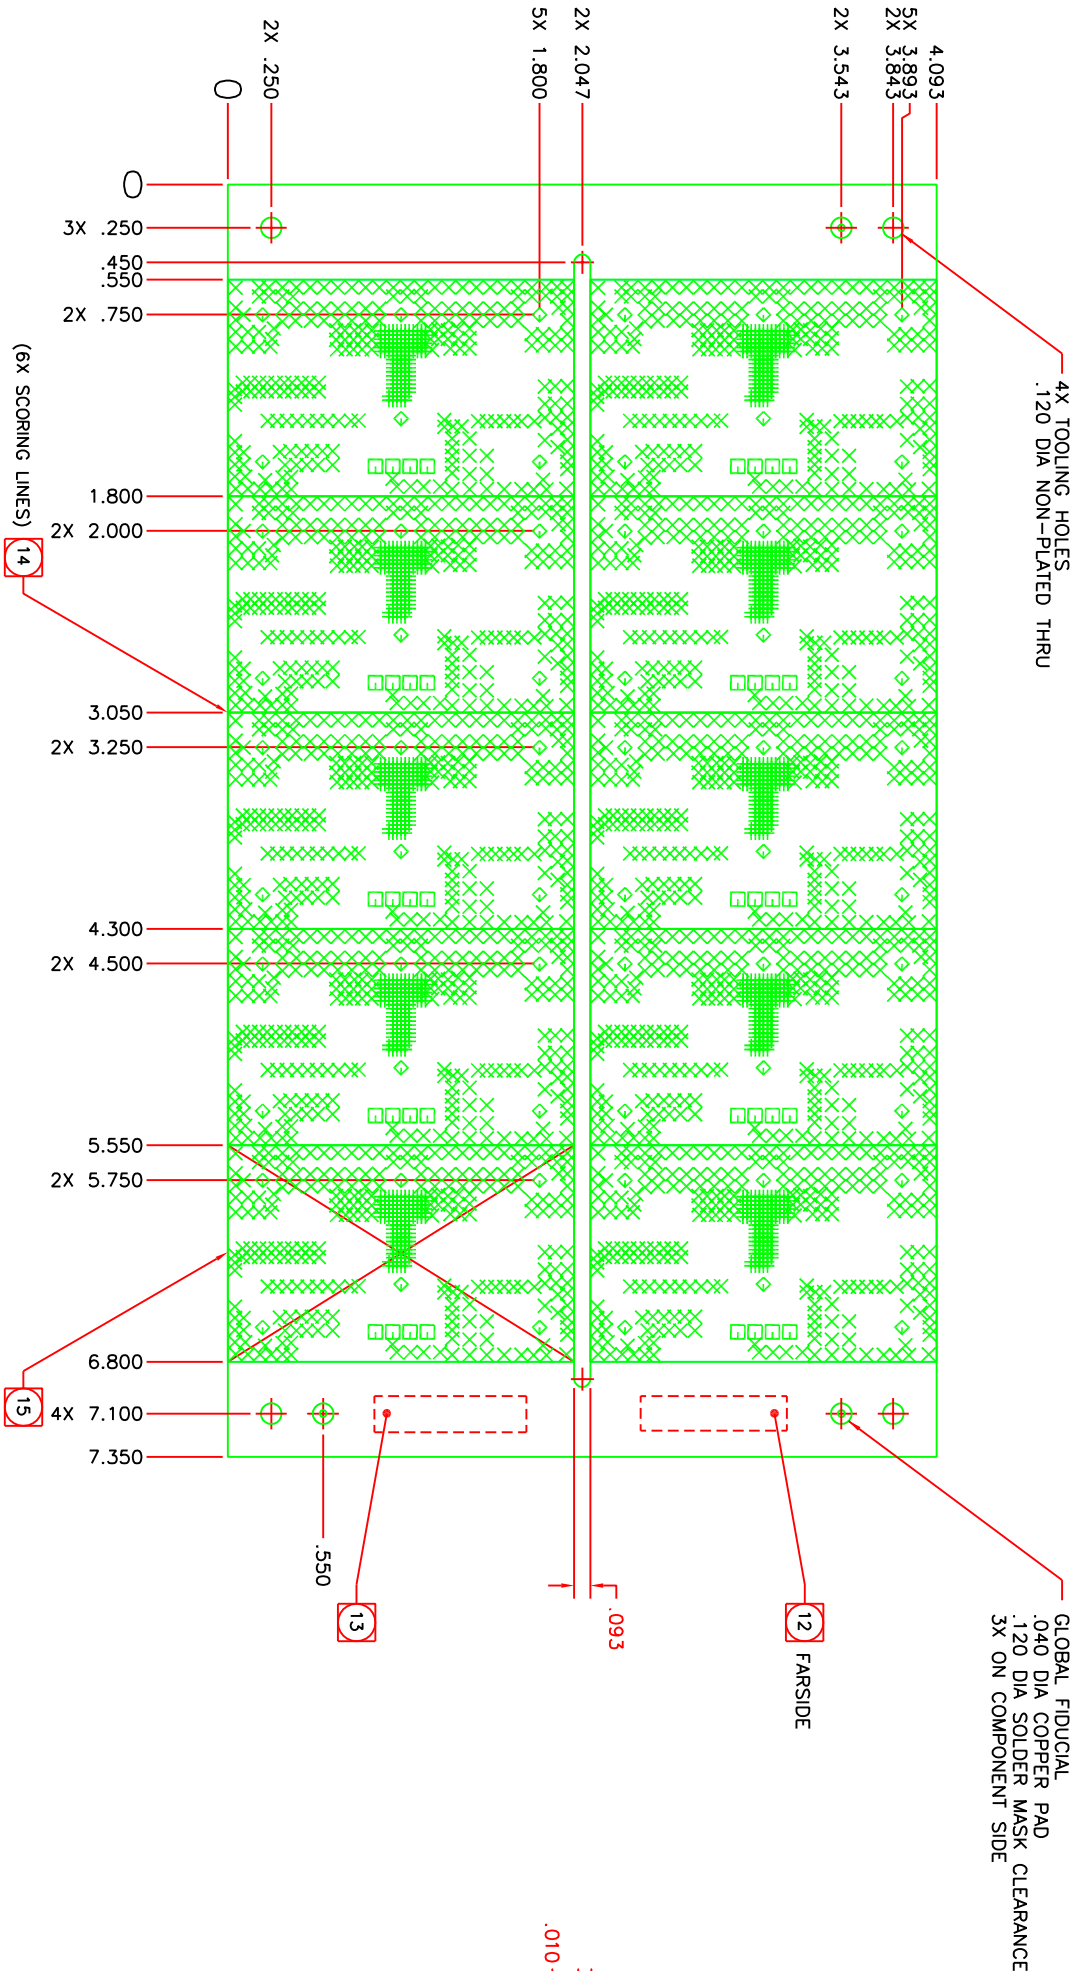 4.093
5X 3.893
2X 3.843
2X 3.543
2X 2.047
5X 1.800
2X .250
0
4X TOOLING HOLES
.120 DIA NON-PLATED THRU
0
3X .250
.450
.550
2X .750
1.800
2X 2.000
3.050
2X 3.250
4.300
2X 4.500
5.550
2X 5.750
6.800
4X 7.100
7.350
(6X SCORING LINES)
14
15
.550
13
.093
12
FARSIDE
GLOBAL FIDUCIAL
.040 DIA COPPER PAD
.120 DIA SOLDER MASK CLEARANCE
3X ON COMPONENT SIDE
.010